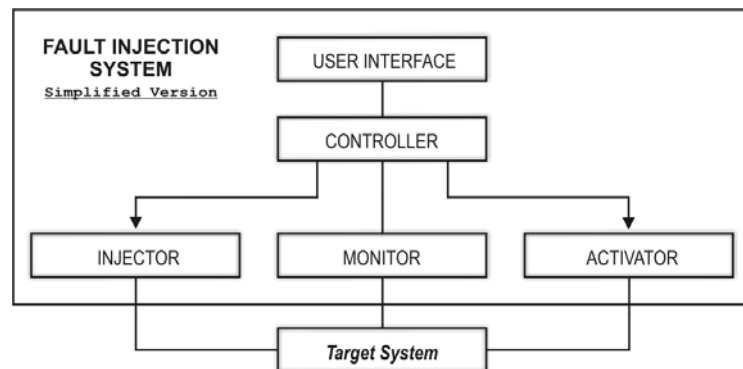 FAULT INJECTION
SYSTEM
Simplified Version
USER INTERFACE
CONTROLLER
INJECTOR
MONITOR
ACTIVATOR
Target System